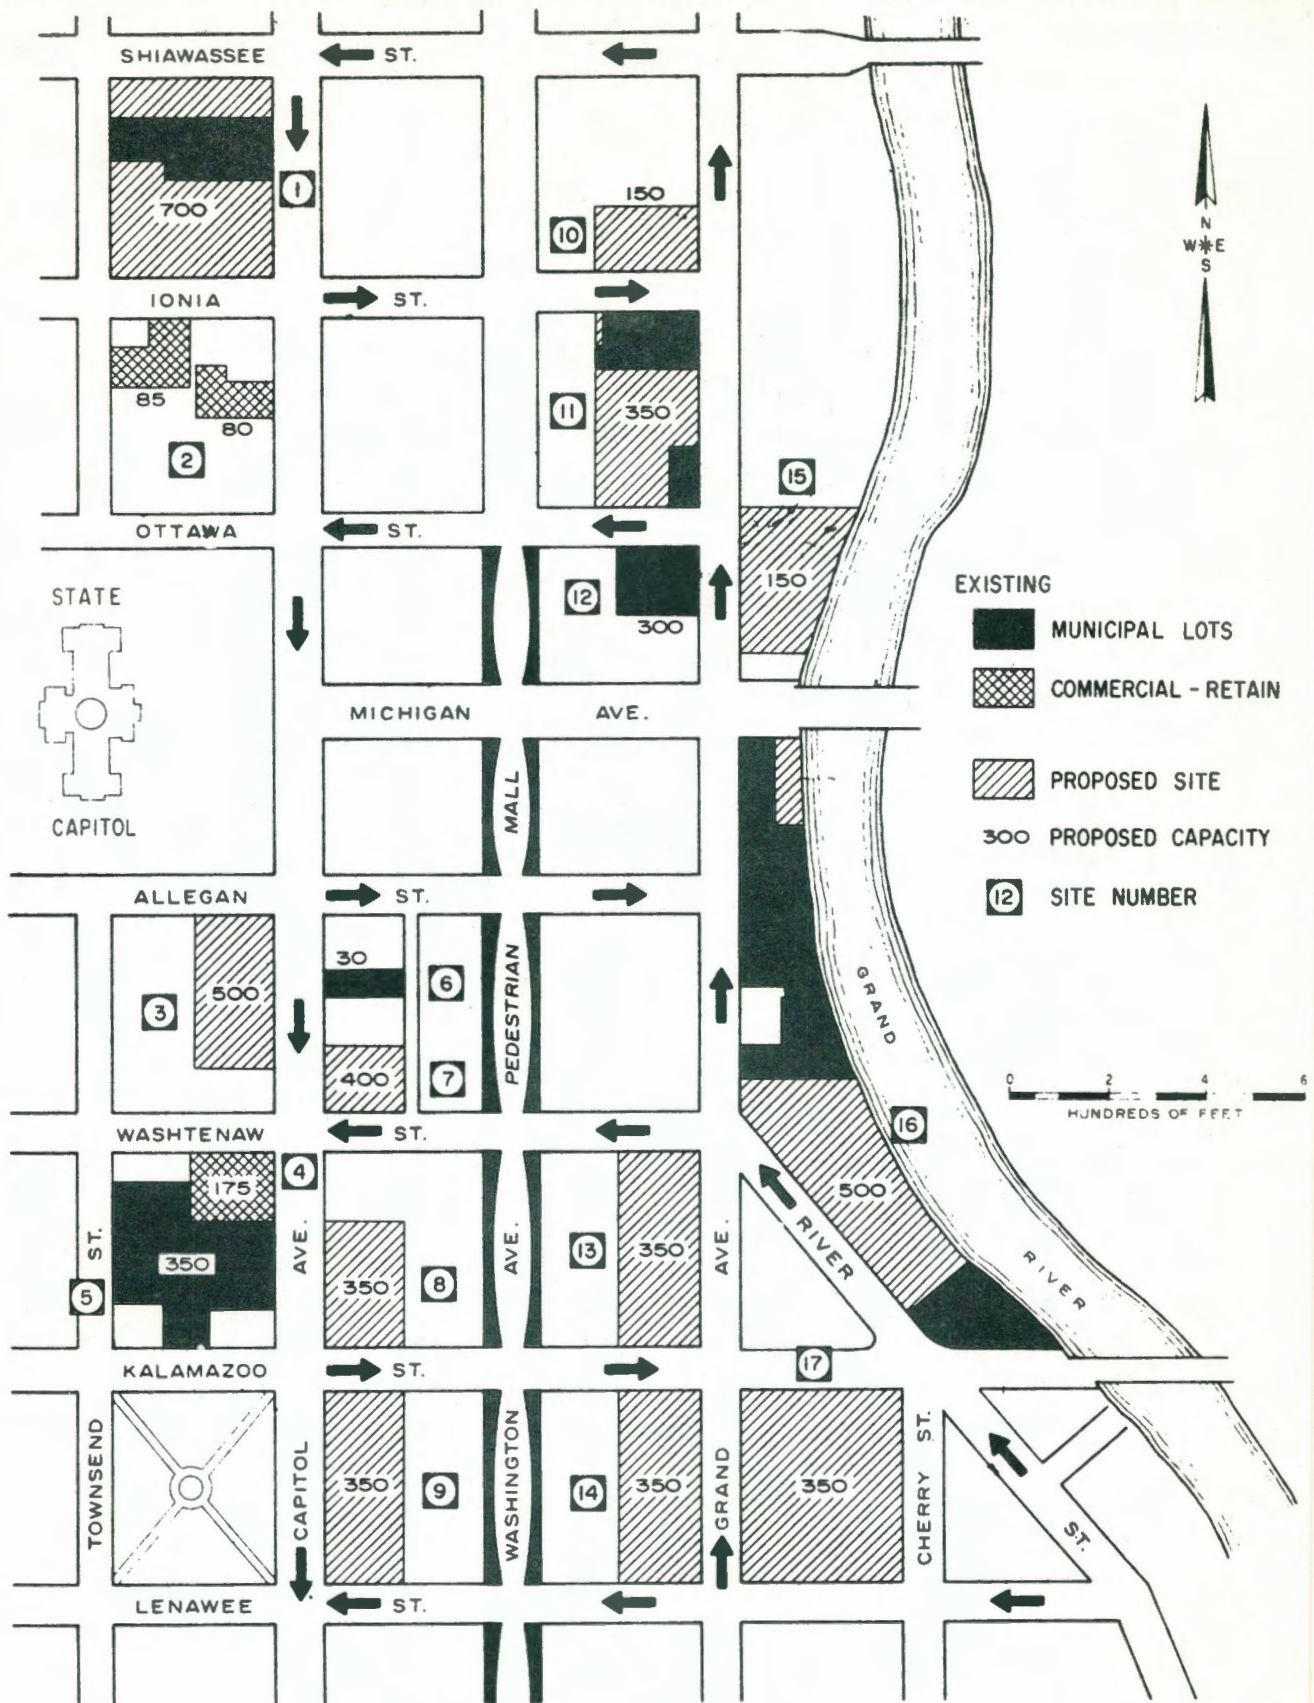 SHIAWASSEE ST.
1
700
150
10
N
W E
S
IONIA ST.
85
80
2
11
350
15
OTTAWA ST.
STATE
CAPITOL
12
300
150
EXISTING
MUNICIPAL LOTS
COMMERCIAL - RETAIN
PROPOSED SITE
300 PROPOSED CAPACITY
12 SITE NUMBER
MICHIGAN AVE.
MALL
ALLEGAN ST.
30
6
PEDESTRIAN
3
500
400
7
GRAND
RIVER
0 2 4 6
HUNDREDS OF FEET
16
WASHTENAW ST.
4
175
350
5
ST.
AVE.
350
8
AVE.
13
350
AVE.
500
RIVER
17
KALAMAZOO ST.
TOWNSEND
CAPITOL
350
9
WASHINGTON
14
350
GRAND
350
CHERRY ST.
ST.
LENAWEE ST.